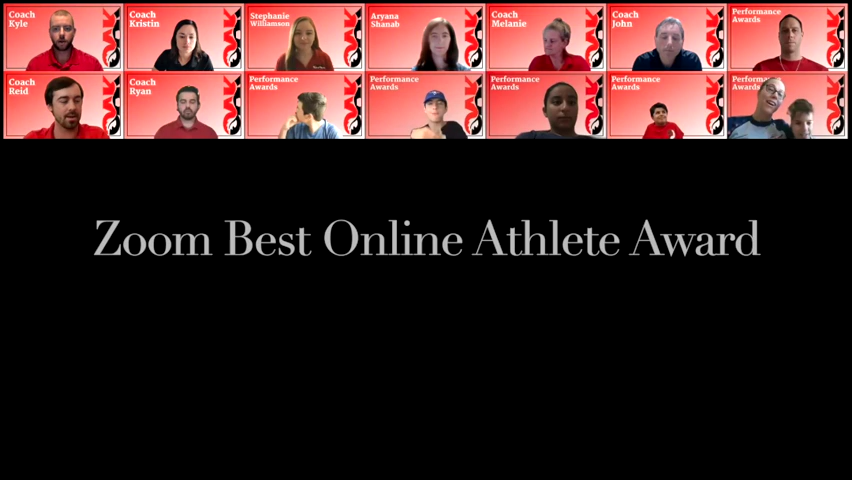 Coach
Kyle
Coach
Kristin
Stephanie
Williamson
Aryana
Shanab
Coach
Melanie
Coach
John
Performance
Awards
Coach
Reid
Coach
Ryan
Performance
Awards
Performance
Awards
Performance
Awards
Performance
Awards
Performance
Awards
Zoom Best Online Athlete Award